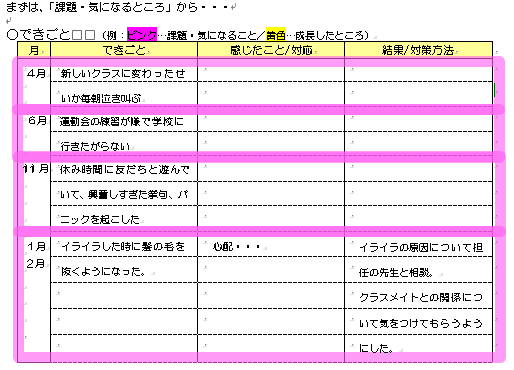 まずは、「課題・気になるところ」から・・・
〇できごと□□（例：ピンク…課題・気になること／黄色…成長したところ）
月 できごと 感じたこと/対応 結果/対策方法
4月 新しいクラスに変わったせ
いか毎朝泣き叫ぶ
6月 運動会の練習が嫌で学校に
行きたがらない
11月 休み時間に友だちと遊んで
いて、興奮しすぎた挙句、パ
ニックを起こした
1月 イライラした時に髪の毛を 心配・・・ イライラの原因について担
2月 抜くようになった。 任の先生と相談。
クラスメイトとの関係につ
いて気をつけてもらうよう
にした。